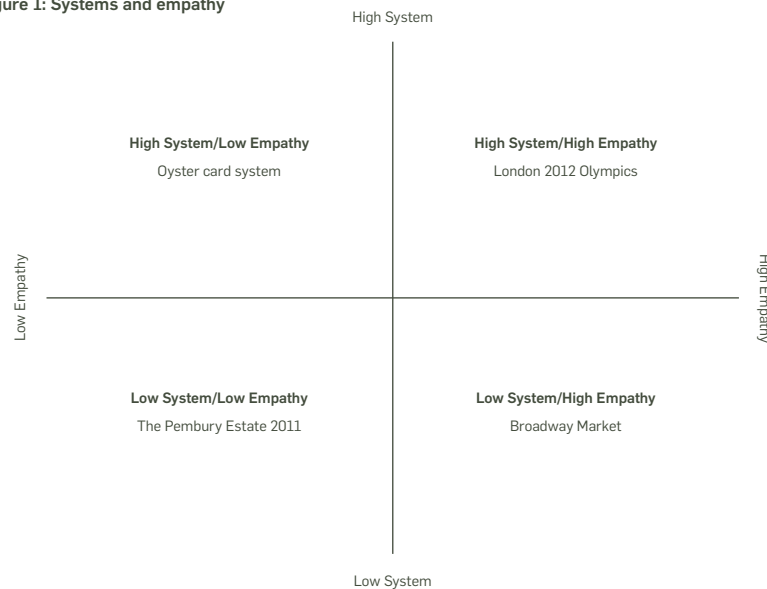 gure 1: Systems and empathy
High System
High System/Low Empathy
Oyster card system
High System/High Empathy
London 2012 Olympics
Low Empathy
High Empathy
Low System/Low Empathy
The Pembury Estate 2011
Low System/High Empathy
Broadway Market
Low System